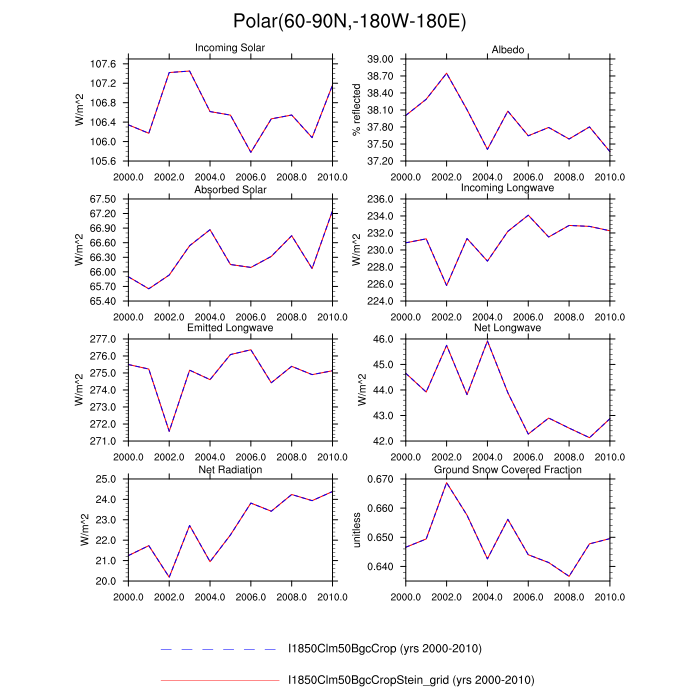 Polar(60-90N,-180W-180E)
Incoming Solar
W/m^2
107.6
107.2
106.8
106.4
106.0
105.6
2000.0 2002.0 2004.0 2006.0 2008.0 2010.0
Albedo
% reflected
39.00
38.70
38.40
38.10
37.80
37.50
37.20
2000.0 2002.0 2004.0 2006.0 2008.0 2010.0
Absorbed Solar
W/m^2
67.50
67.20
66.90
66.60
66.30
66.00
65.70
65.40
2000.0 2002.0 2004.0 2006.0 2008.0 2010.0
Incoming Longwave
W/m^2
236.0
234.0
232.0
230.0
228.0
226.0
224.0
2000.0 2002.0 2004.0 2006.0 2008.0 2010.0
Emitted Longwave
W/m^2
277.0
276.0
275.0
274.0
273.0
272.0
271.0
2000.0 2002.0 2004.0 2006.0 2008.0 2010.0
Net Longwave
W/m^2
46.0
45.0
44.0
43.0
42.0
2000.0 2002.0 2004.0 2006.0 2008.0 2010.0
Net Radiation
W/m^2
25.0
24.0
23.0
22.0
21.0
20.0
2000.0 2002.0 2004.0 2006.0 2008.0 2010.0
Ground Snow Covered Fraction
unitless
0.670
0.660
0.650
0.640
2000.0 2002.0 2004.0 2006.0 2008.0 2010.0
I1850Clm50BgcCrop (yrs 2000-2010)
I1850Clm50BgcCropStein_grid (yrs 2000-2010)